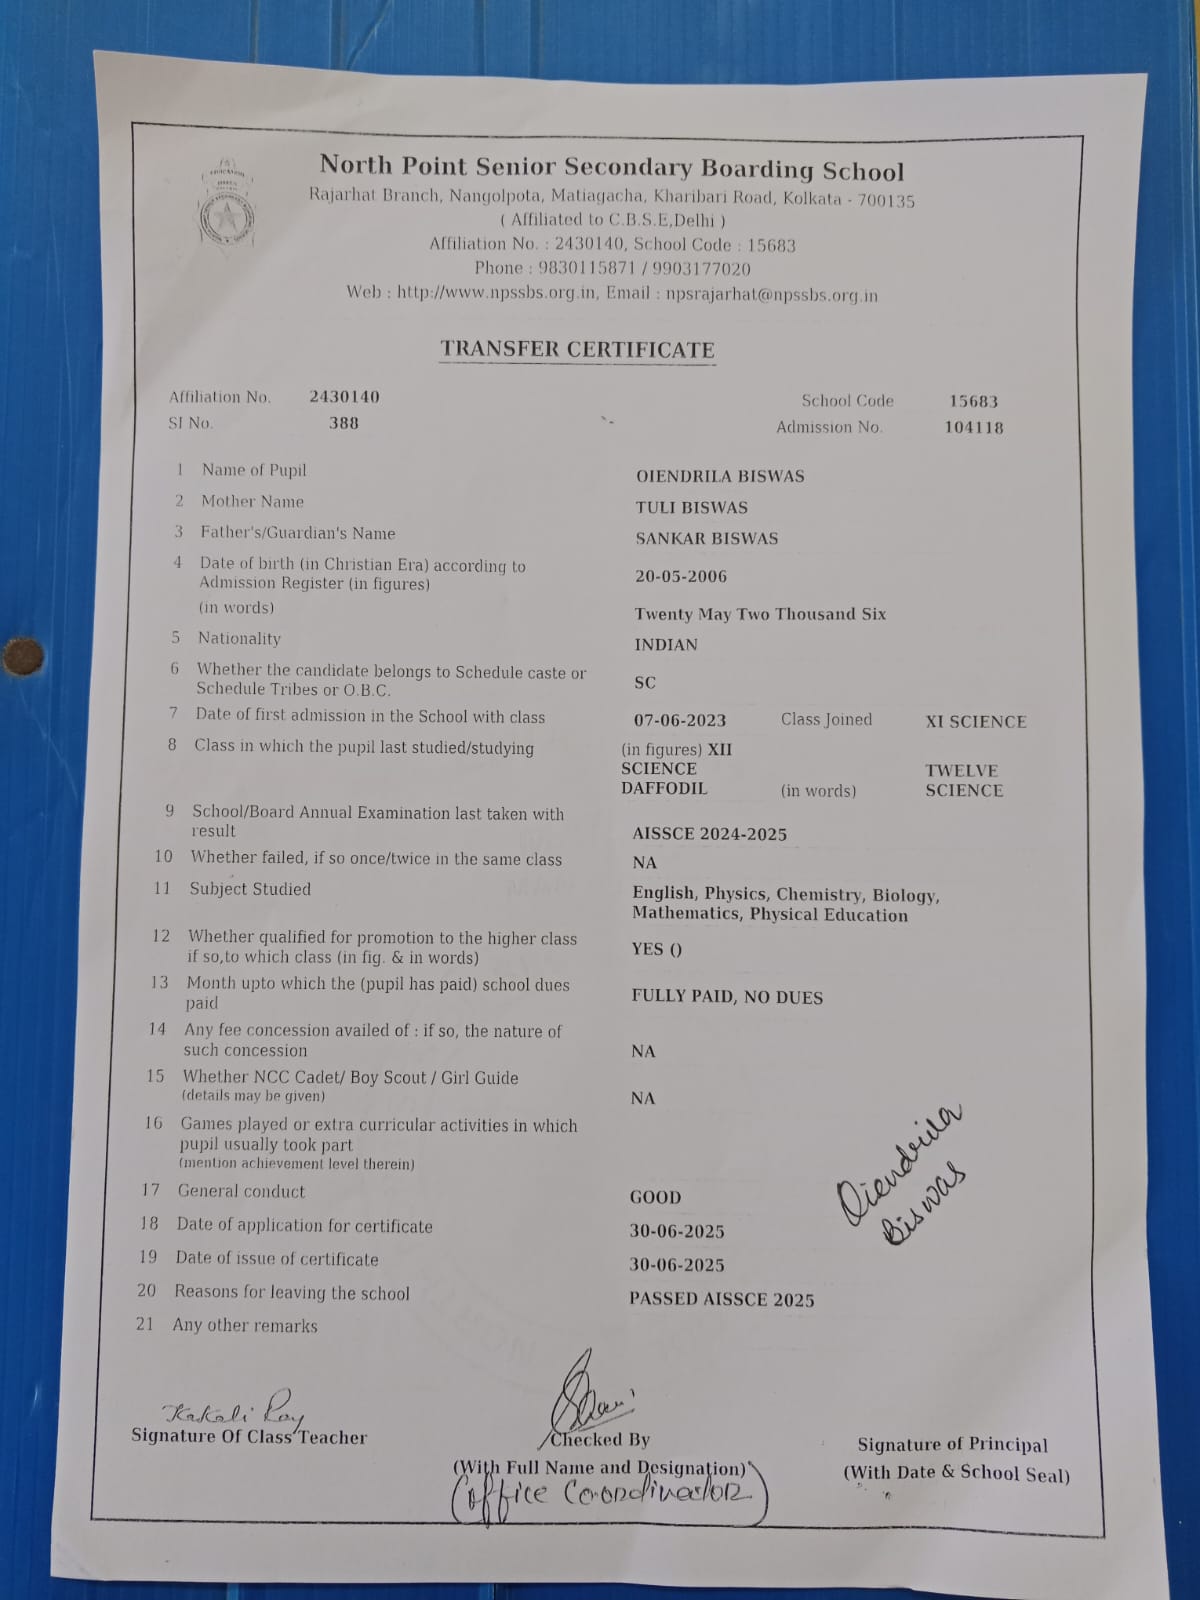 North Point Senior Secondary Boarding School
Rajarhat Branch, Nangolpota, Matiagacha, Kharibari Road, Kolkata - 700135
( Affiliated to C.B.S.E,Delhi )
Affiliation No. : 2430140, School Code : 15683
Phone : 9830115871 / 9903177020
Web : http://www.npssbs.org.in, Email : npsrajarhat@npssbs.org.in
TRANSFER CERTIFICATE
Affiliation No. 2430140 School Code 15683
SI No. 388 Admission No. 104118
1 Name of Pupil OIENDRILA BISWAS
2 Mother Name TULI BISWAS
3 Father's/Guardian's Name SANKAR BISWAS
4 Date of birth (in Christian Era) according to
Admission Register (in figures) 20-05-2006
(in words) Twenty May Two Thousand Six
5 Nationality INDIAN
6 Whether the candidate belongs to Schedule caste or
Schedule Tribes or O.B.C. SC
7 Date of first admission in the School with class 07-06-2023 Class Joined XI SCIENCE
8 Class in which the pupil last studied/studying (in figures) XII
SCIENCE TWELVE
DAFFODIL (in words) SCIENCE
9 School/Board Annual Examination last taken with
result AISSCE 2024-2025
10 Whether failed, if so once/twice in the same class NA
11 Subject Studied English, Physics, Chemistry, Biology,
Mathematics, Physical Education
12 Whether qualified for promotion to the higher class
if so,to which class (in fig. & in words) YES ()
13 Month upto which the (pupil has paid) school dues
paid FULLY PAID, NO DUES
14 Any fee concession availed of : if so, the nature of
such concession NA
15 Whether NCC Cadet/ Boy Scout / Girl Guide
(details may be given) NA
16 Games played or extra curricular activities in which
pupil usually took part
(mention achievement level therein)
Oiendrila
Biswas
17 General conduct GOOD
18 Date of application for certificate 30-06-2025
19 Date of issue of certificate 30-06-2025
20 Reasons for leaving the school PASSED AISSCE 2025
21 Any other remarks
Kakali Ray
Signature Of Class Teacher Checked By Signature of Principal
(With Full Name and Designation) (With Date & School Seal)
(Office Co-ordinator)